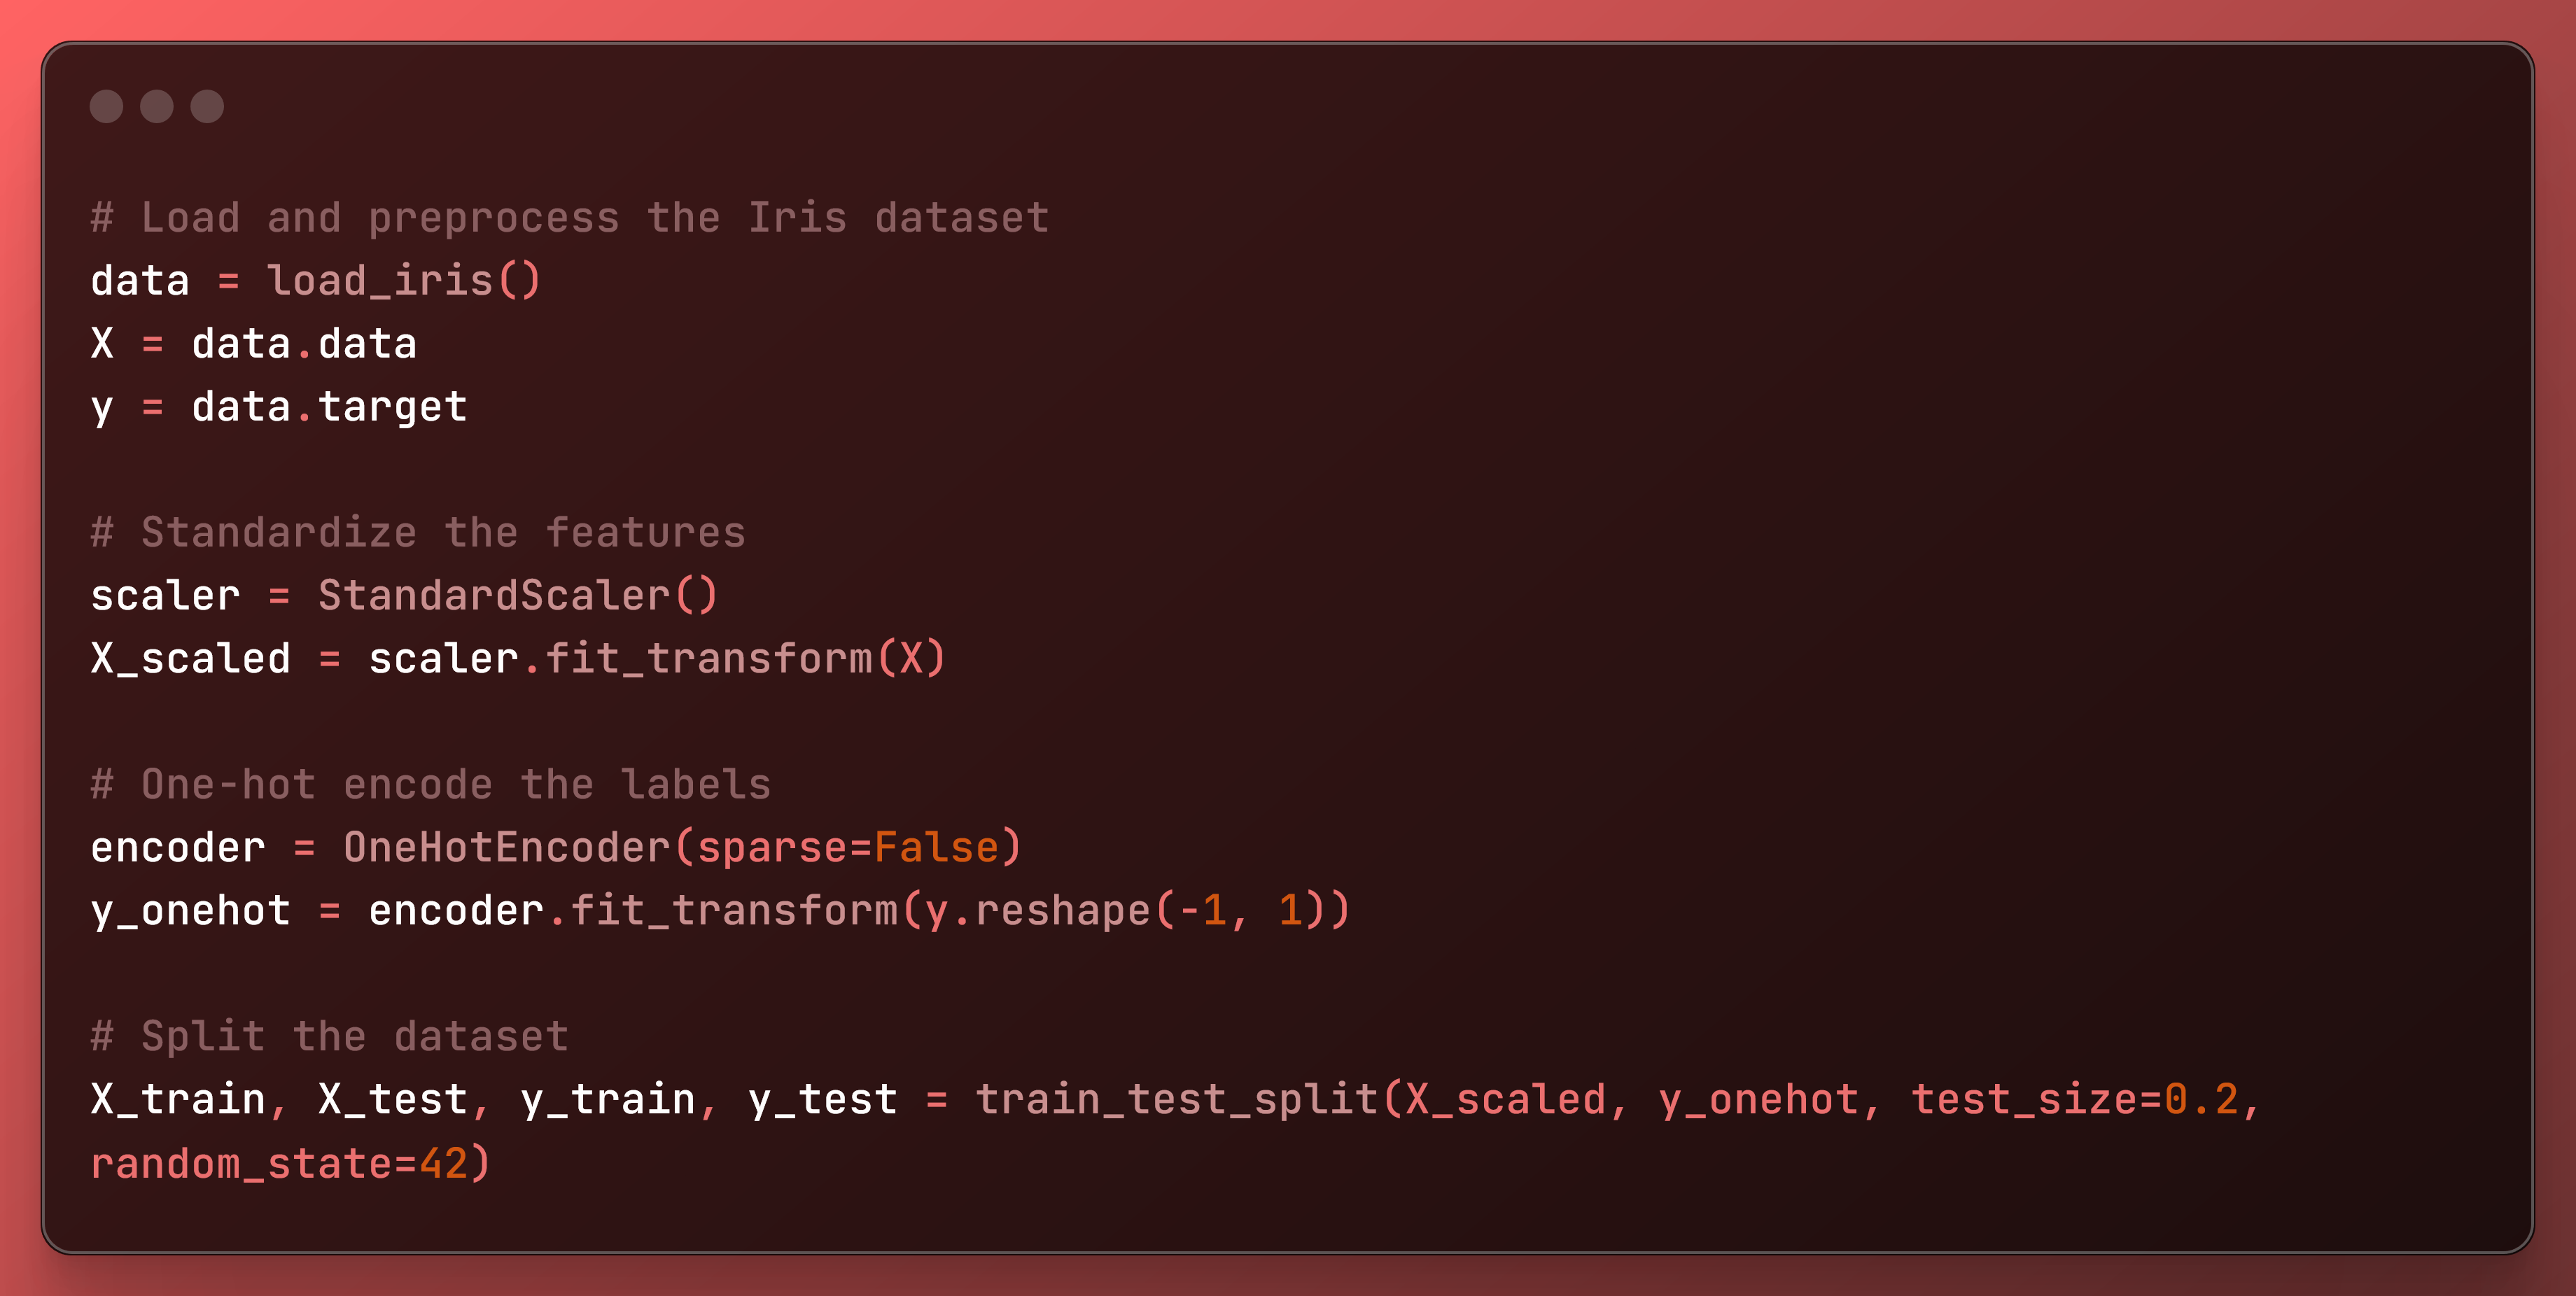 # Load and preprocess the Iris dataset
data = load_iris()
X = data.data
y = data.target
# Standardize the features
scaler = StandardScaler()
X_scaled = scaler.fit_transform(X)
# One-hot encode the labels
encoder = OneHotEncoder(sparse=False)
y_onehot = encoder.fit_transform(y.reshape(-1, 1))
# Split the dataset
X_train, X_test, y_train, y_test = train_test_split(X_scaled, y_onehot, test_size=0.2,
random_state=42)